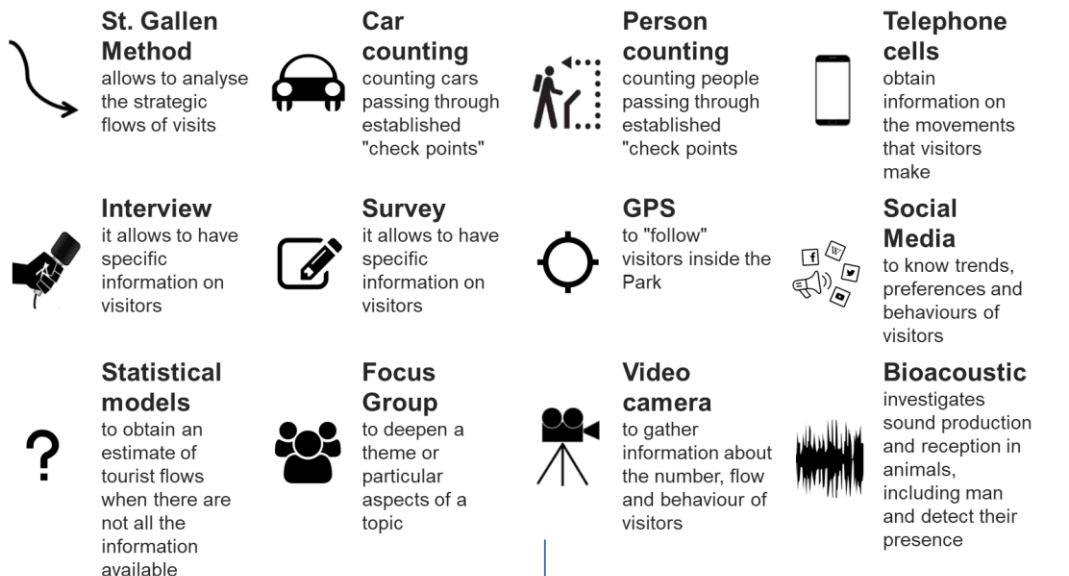 St. Gallen
Method
allows to analyse
the strategic
flows of visits
Car
counting
counting cars
passing through
established
"check points"
Person
counting
counting people
passing through
established
"check points
Telephone
cells
obtain
information on
the movements
that visitors
make
Interview
it allows to have
specific
information on
visitors
Survey
it allows to have
specific
information on
visitors
GPS
to "follow"
visitors inside the
Park
Social
Media
to know trends,
preferences and
behaviours of
visitors
Statistical
models
to obtain an
estimate of
tourist flows
when there are
not all the
information
available
Focus
Group
to deepen a
theme or
particular
aspects of a
topic
Video
camera
to gather
information about
the number, flow
and behaviour of
visitors
Bioacoustic
investigates
sound production
and reception in
animals,
including man
and detect their
presence